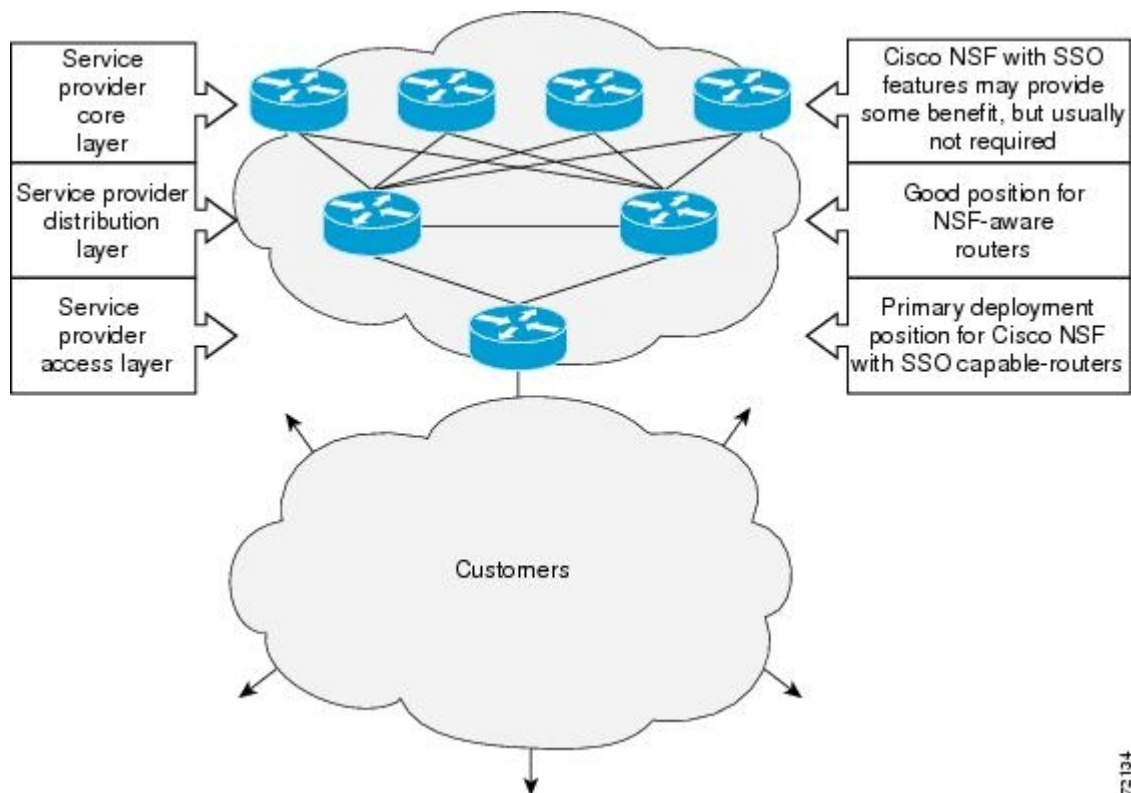 Service
provider
core
layer
Cisco NSF with SSO
features may provide
some benefit, but usually
not required
Service provider
distribution
layer
Good position for
NSF-aware
routers
Service
provider
access layer
Primary deployment
position for Cisco NSF
with SSO capable-routers
Customers
72134